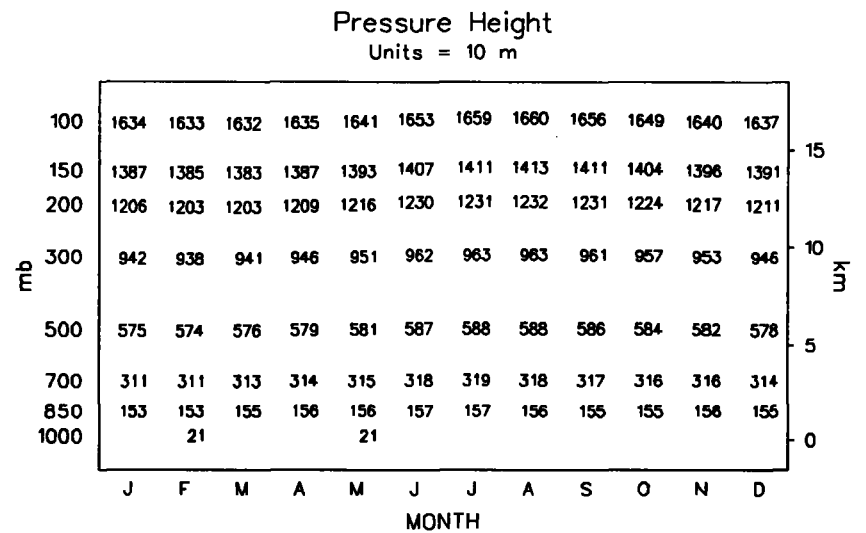 Pressure Height
Units = 10 m
100 1634 1633 1632 1635 1641 1653 1659 1660 1656 1649 1640 1637
15
150 1387 1385 1383 1387 1393 1407 1411 1413 1411 1404 1396 1391
200 1206 1203 1203 1209 1216 1230 1231 1232 1231 1224 1217 1211
10
300 942 938 941 946 951 962 963 963 961 957 953 946
mb
km
500 575 574 576 579 581 587 588 588 586 584 582 578
5
700 311 311 313 314 315 318 319 318 317 316 316 314
850 153 153 155 156 156 157 157 156 155 155 156 155
1000 21 21 0
J F M A M J J A S O N D
MONTH